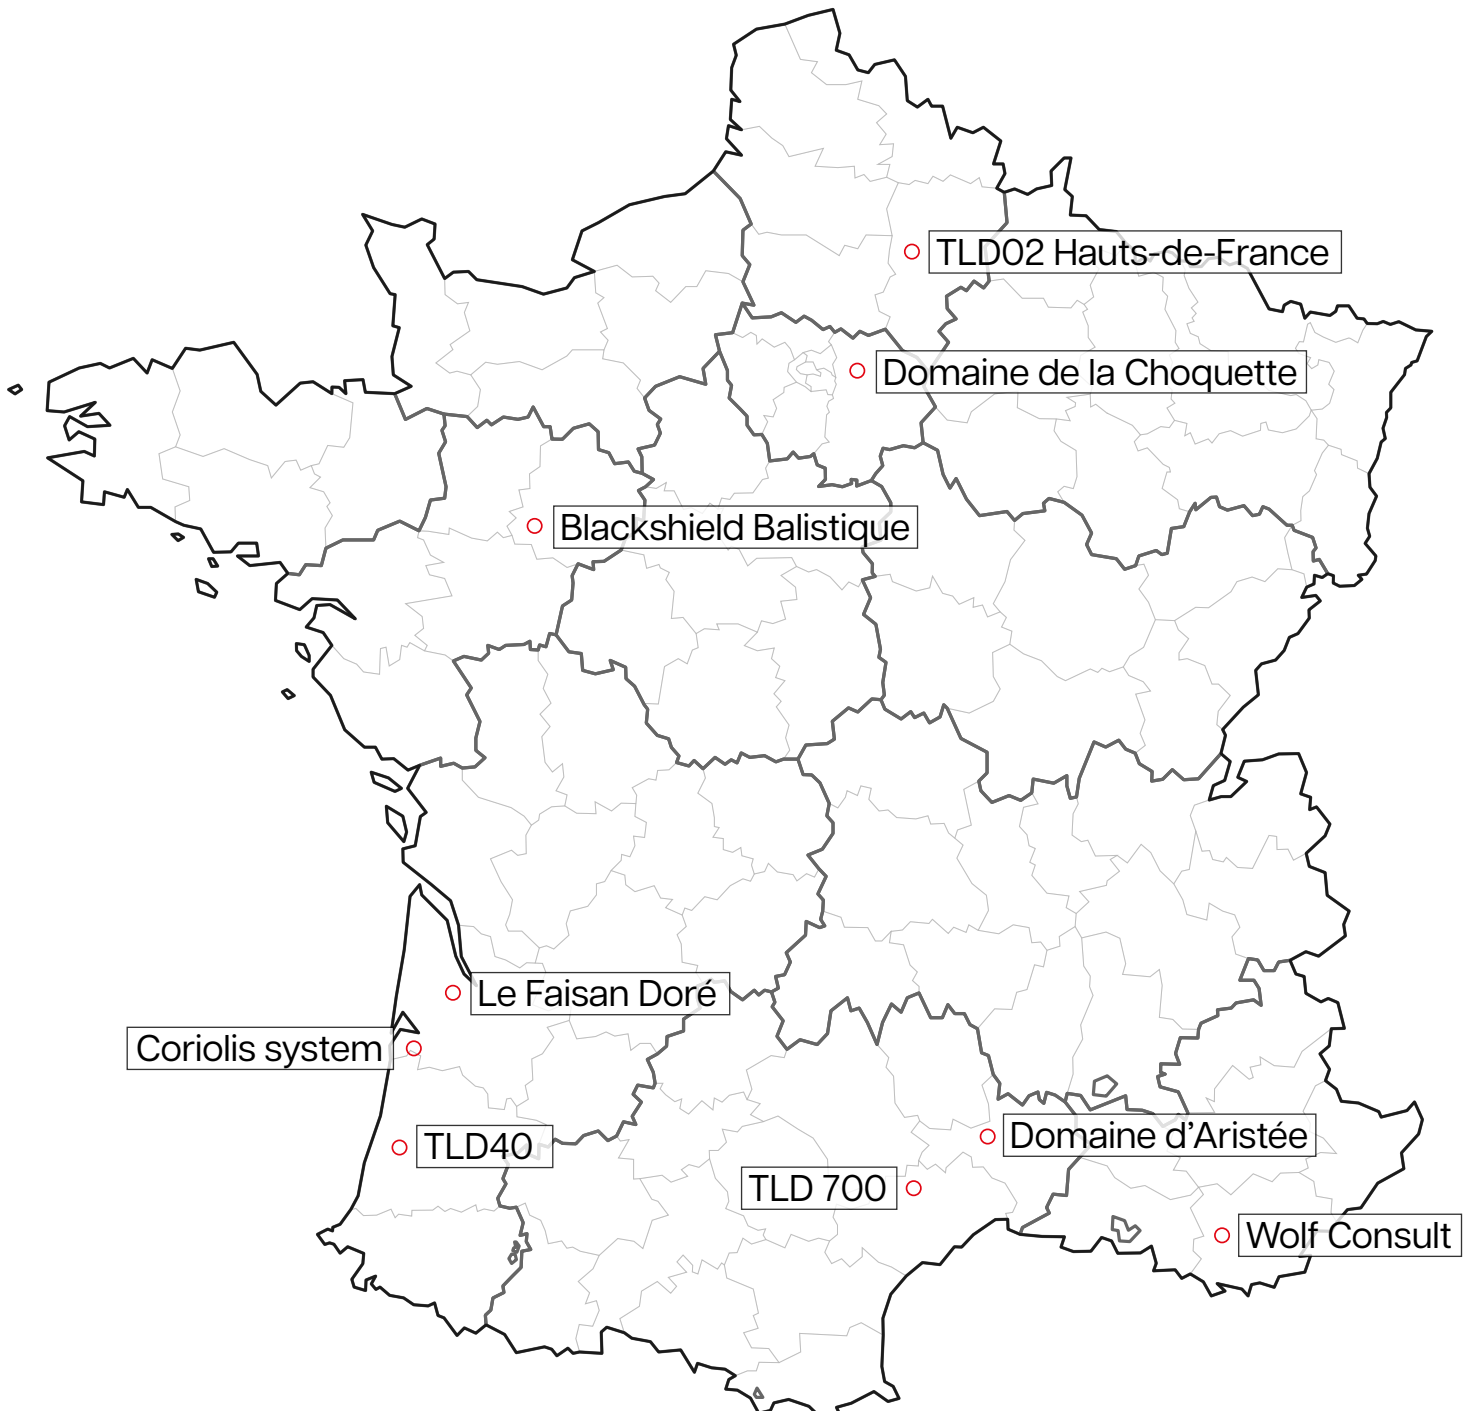 TLD02 Hauts-de-France
Domaine de la Choquette
Blackshield Balistique
Le Faisan Doré
Coriolis system
Domaine d’Aristée
TLD40
TLD 700
Wolf Consult